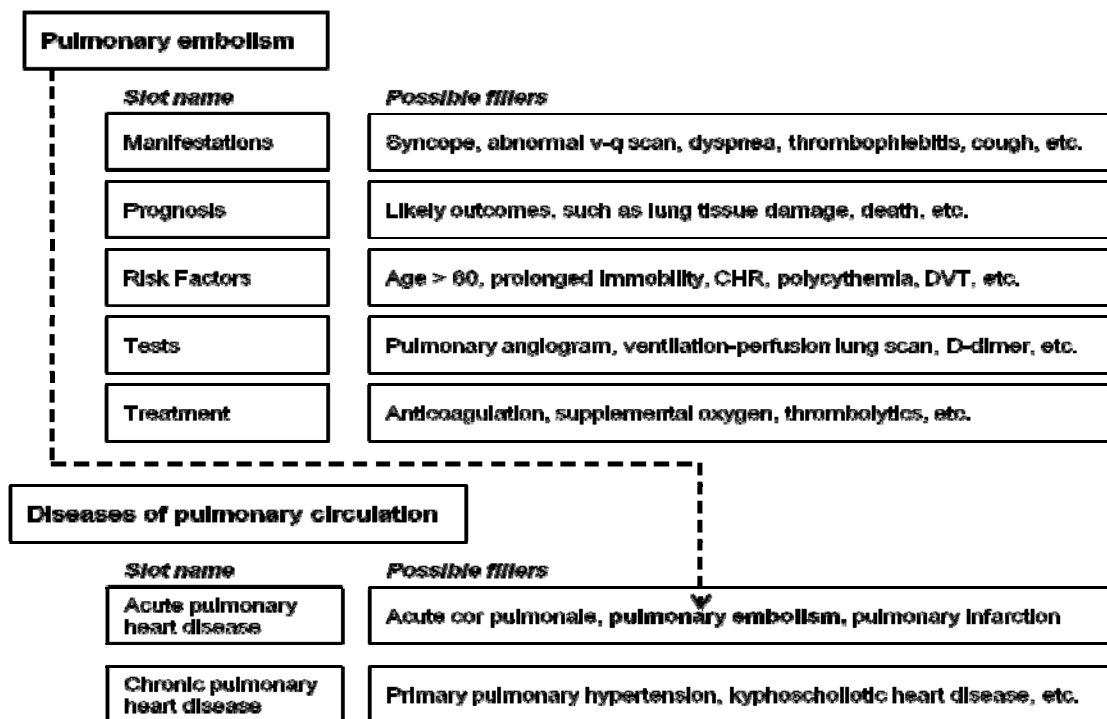 Pulmonary embolism
Slot name Possible fillers
Manifestations Syncope, abnormal v-q scan, dyspnea, thrombophlebitis, cough, etc.
Prognosis Likely outcomes, such as lung tissue damage, death, etc.
Risk Factors Age > 60, prolonged immobility, CHR, polycythemia, DVT, etc.
Tests Pulmonary angiogram, ventilation-perfusion lung scan, D-dimer, etc.
Treatment Anticoagulation, supplemental oxygen, thrombolytics, etc.
Diseases of pulmonary circulation
Slot name Possible fillers
Acute pulmonary
heart disease Acute cor pulmonale, pulmonary embolism, pulmonary infarction
Chronic pulmonary
heart disease Primary pulmonary hypertension, kyphoscholiotic heart disease, etc.